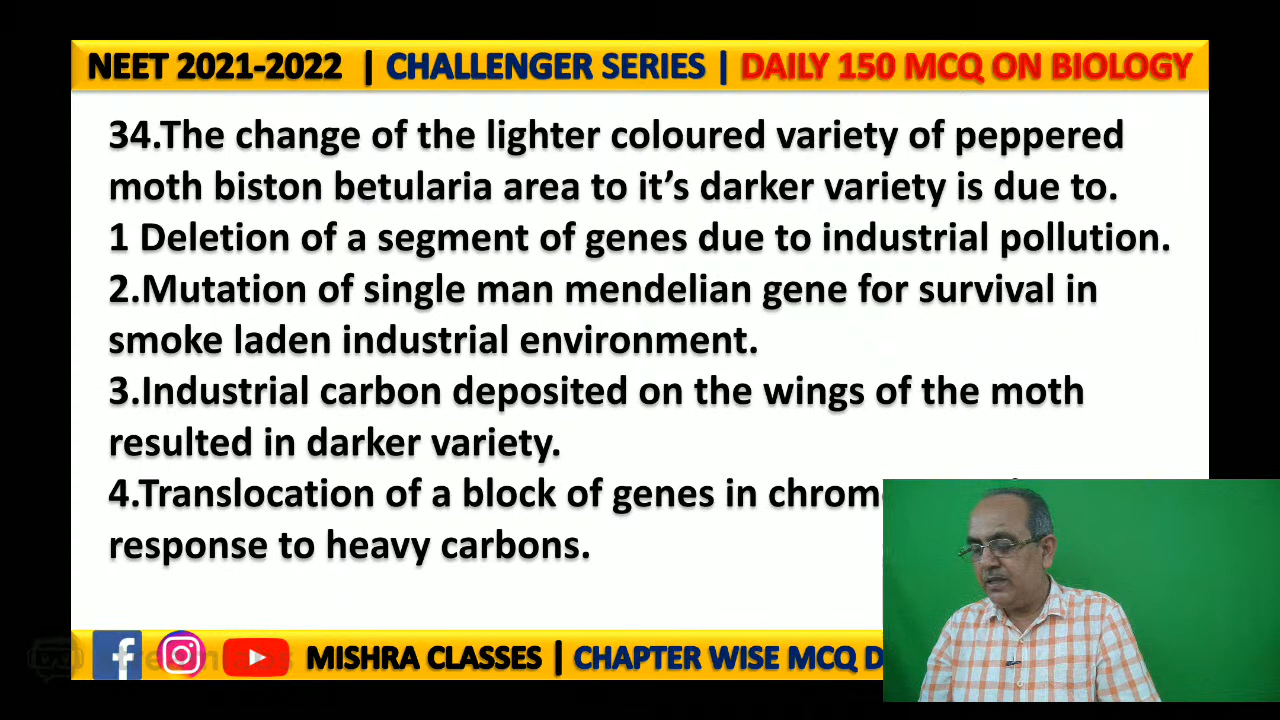 NEET 2021-2022 | CHALLENGER SERIES | DAILY 150 MCQ ON BIOLOGY
34.The change of the lighter coloured variety of peppered
moth biston betularia area to it’s darker variety is due to.
1 Deletion of a segment of genes due to industrial pollution.
2.Mutation of single man mendelian gene for survival in
smoke laden industrial environment.
3.Industrial carbon deposited on the wings of the moth
resulted in darker variety.
4.Translocation of a block of genes in
response to heavy carbons.
MISHRA CLASSES | CHAPTER WISE MCQ